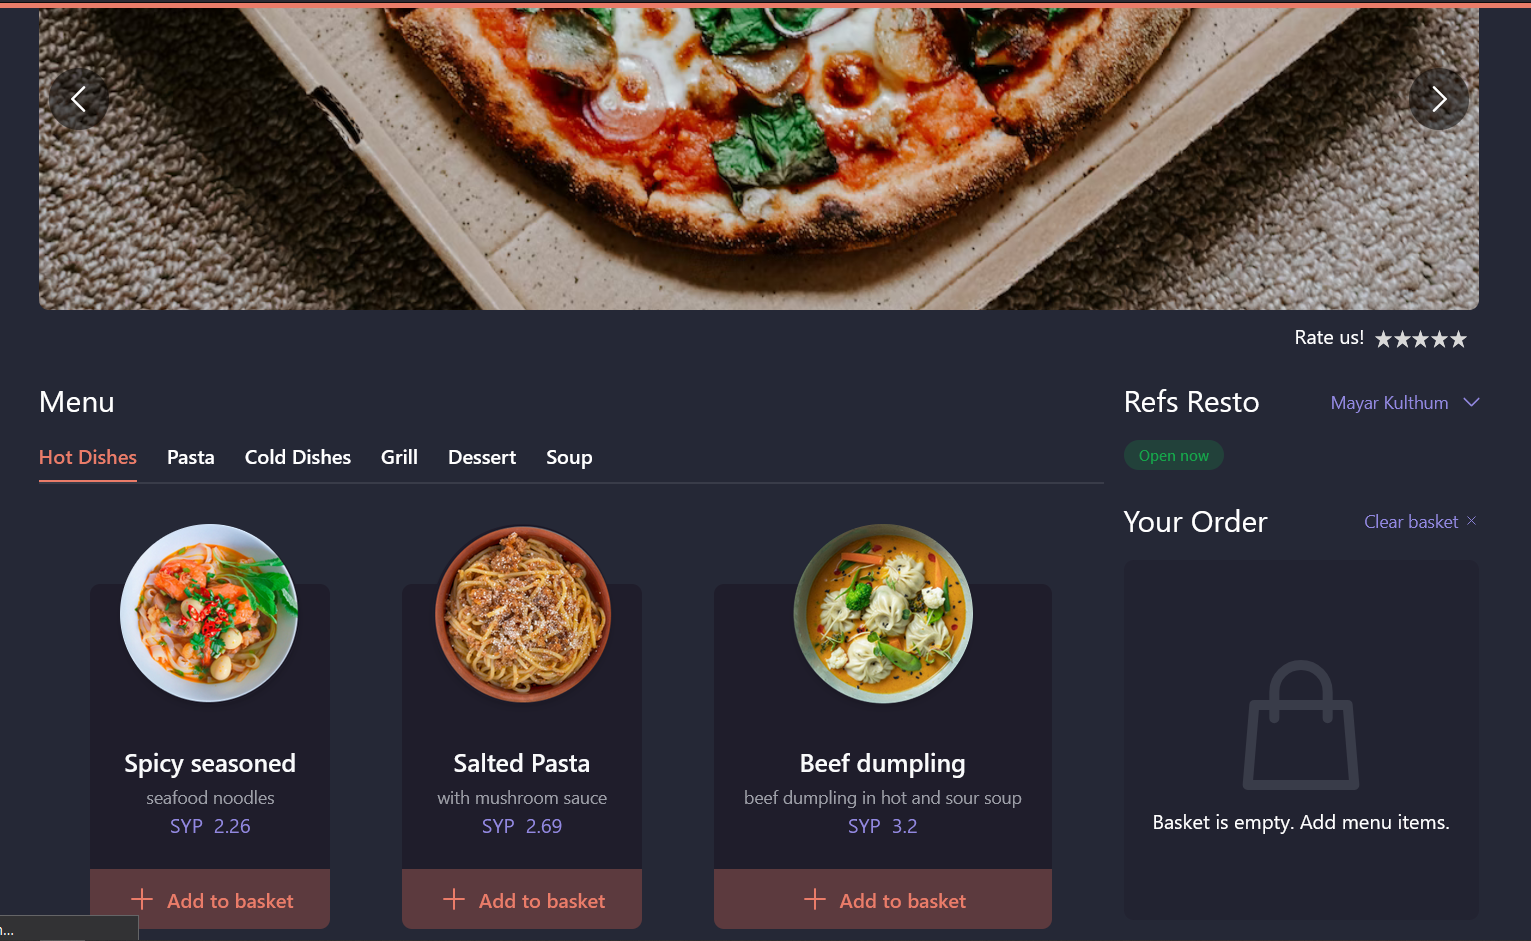 Rate us!
Menu
Refs Resto
Mayar Kulthum
Hot Dishes Pasta Cold Dishes Grill Dessert Soup
Open now
Your Order
Clear basket
Spicy seasoned
seafood noodles
SYP 2.26
Add to basket
Salted Pasta
with mushroom sauce
SYP 2.69
Add to basket
Beef dumpling
beef dumpling in hot and sour soup
SYP 3.2
Add to basket
Basket is empty. Add menu items.